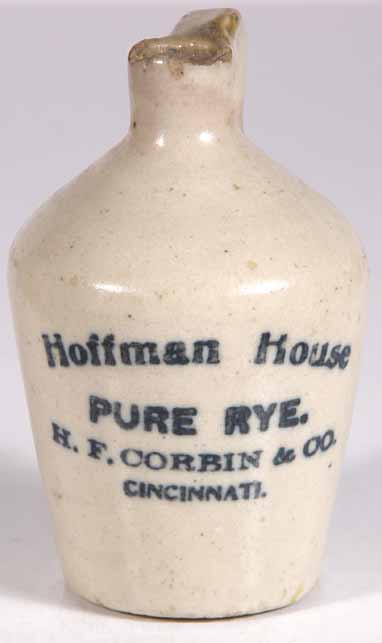 Hoffman House
PURE RYE.
H. F. CORBIN & CO.
CINCINNATI.